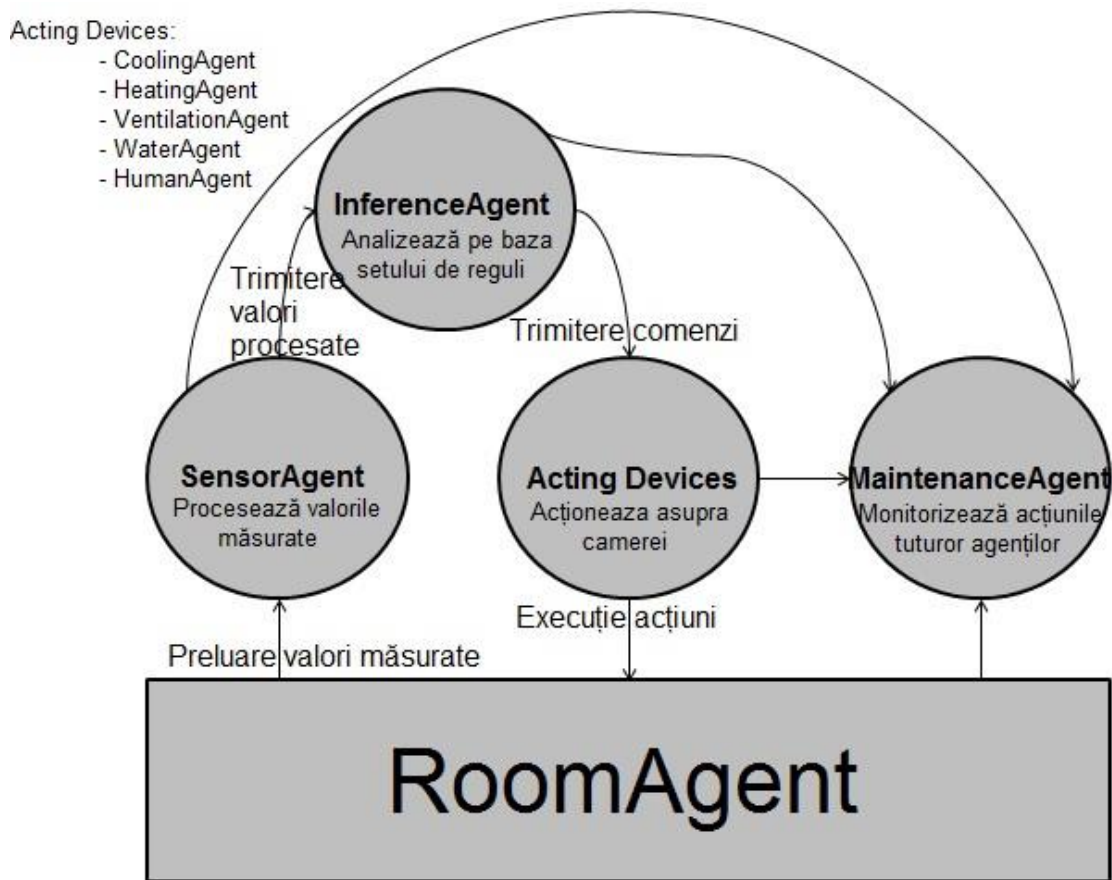 Acting Devices:
- CoolingAgent
- HeatingAgent
- VentilationAgent
- WaterAgent
- HumanAgent
InferenceAgent
Analizează pe baza
setului de reguli
Trimitere
valori
procesate
Trimitere comenzi
SensorAgent
Procesează valorile
măsurate
Acting Devices
Acționeaza asupra
camerei
MaintenanceAgent
Monitorizează acțiunile
tuturor agenților
Execuție acțiuni
Preluare valori măsurate
RoomAgent